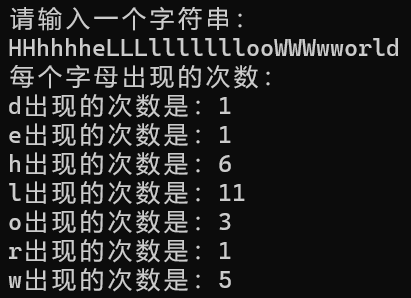 请输入一个字符串：
HHhhhheLLLlllllllooWWWwworld
每个字母出现的次数：
d出现的次数是：1
e出现的次数是：1
h出现的次数是：6
l出现的次数是：11
o出现的次数是：3
r出现的次数是：1
w出现的次数是：5